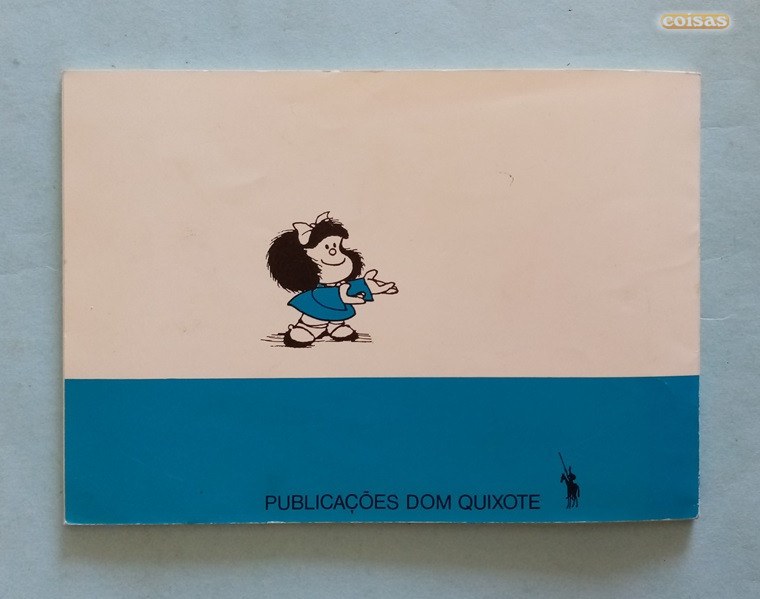 coisas
PUBLICAÇÕES DOM QUIXOTE